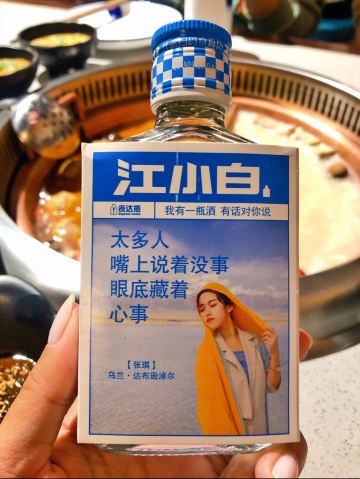 江小白
表达瓶
我有一瓶酒 有话对你说
太多人
嘴上说着没事
眼底藏着
心事
【张琪】
乌兰·达布逊淖尔